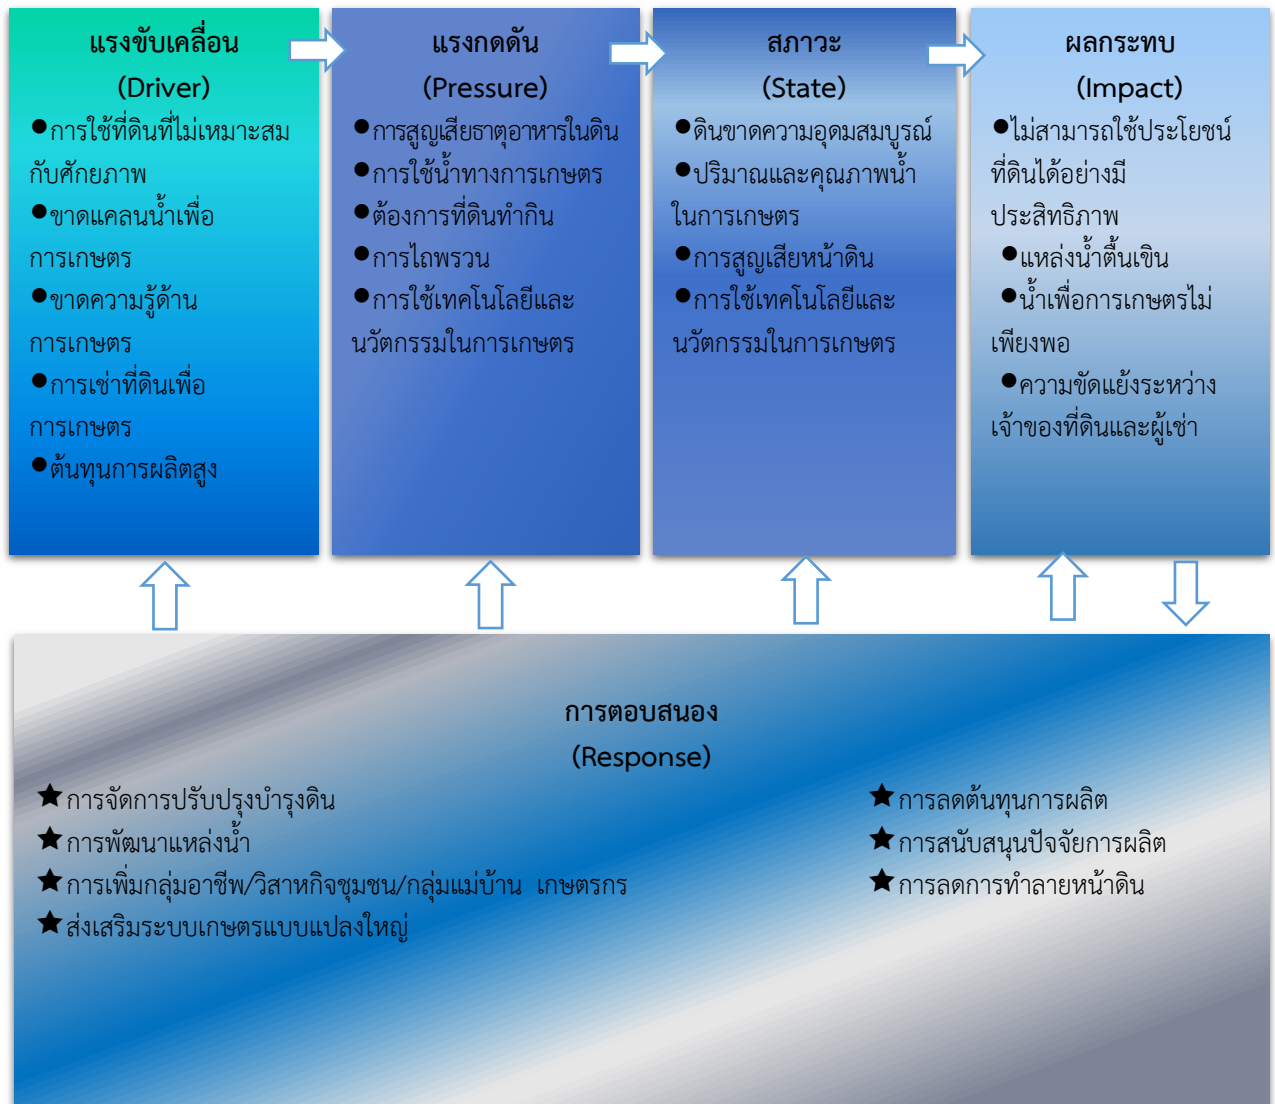 แรงขับเคลื่อน
(Driver)
●การใช้ที่ดินที่ไม่เหมาะสม
กับศักยภาพ
●ขาดแคลนน้ำเพื่อ
การเกษตร
●ขาดความรู้ด้าน
การเกษตร
●การเช่าที่ดินเพื่อ
การเกษตร
●ต้นทุนการผลิตสูง
แรงกดดัน
(Pressure)
●การสูญเสียธาตุอาหารในดิน
●การใช้น้ำทางการเกษตร
●ต้องการที่ดินทำกิน
●การไถพรวน
●การใช้เทคโนโลยีและ
นวัตกรรมในการเกษตร
สภาวะ
(State)
●ดินขาดความอุดมสมบูรณ์
●ปริมาณและคุณภาพน้ำ
ในการเกษตร
●การสูญเสียหน้าดิน
●การใช้เทคโนโลยีและ
นวัตกรรมในการเกษตร
ผลกระทบ
(Impact)
●ไม่สามารถใช้ประโยชน์
ที่ดินได้อย่างมี
ประสิทธิภาพ
●แหล่งน้ำตื้นเขิน
●น้ำเพื่อการเกษตรไม่
เพียงพอ
●ความขัดแย้งระหว่าง
เจ้าของที่ดินและผู้เช่า
การตอบสนอง
(Response)
★การจัดการปรับปรุงบำรุงดิน
★การพัฒนาแหล่งน้ำ
★การเพิ่มกลุ่มอาชีพ/วิสาหกิจชุมชน/กลุ่มแม่บ้าน เกษตรกร
★ส่งเสริมระบบเกษตรแบบแปลงใหญ่
★การลดต้นทุนการผลิต
★การสนับสนุนปัจจัยการผลิต
★การลดการทำลายหน้าดิน